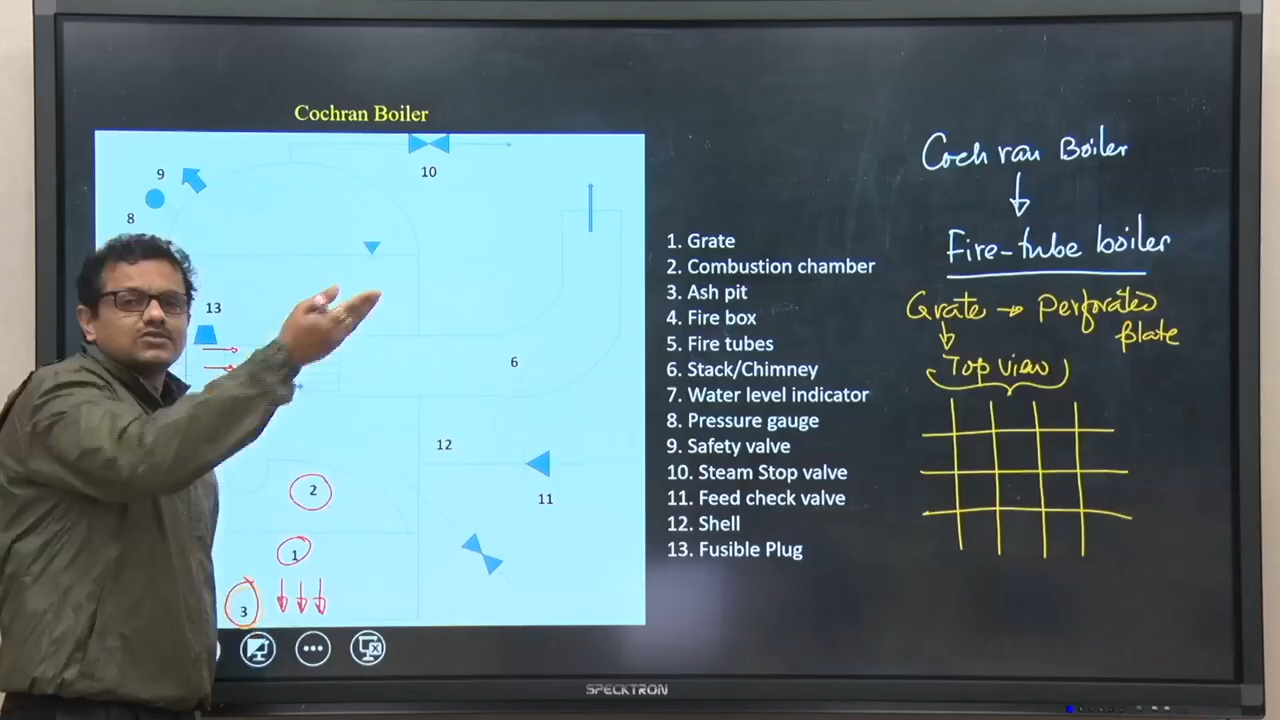 Cochran Boiler
9
8
10
13
6
12
11
2
1
3
1. Grate
2. Combustion chamber
3. Ash pit
4. Fire box
5. Fire tubes
6. Stack/Chimney
7. Water level indicator
8. Pressure gauge
9. Safety valve
10. Steam Stop valve
11. Feed check valve
12. Shell
13. Fusible Plug
Cochran Boiler
Fire-tube boiler
Grate → Perforated
plate
Top view
SPECKTRON